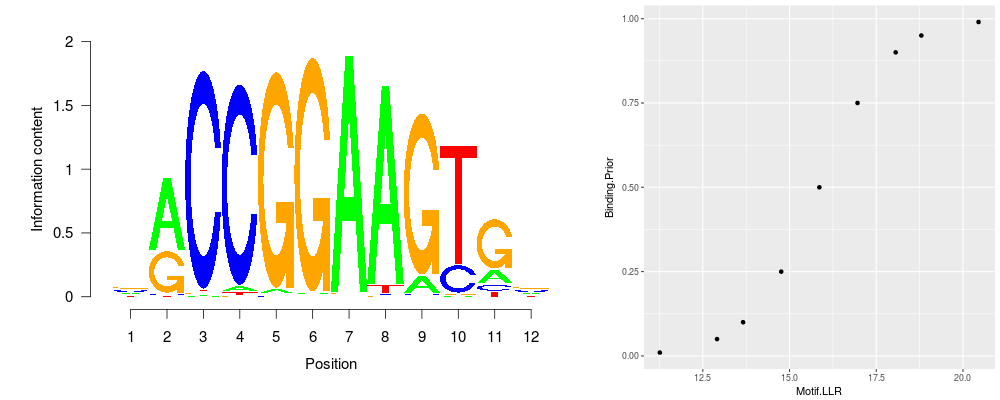 Information content
2
1.5
1
0.5
0
A
G
C
C
G
G
A
A
G
A
T
C
G
A
1 2 3 4 5 6 7 8 9 10 11 12
Position
Binding.Prior
1.00
0.75
0.50
0.25
0.00
12.5 15.0 17.5 20.0
Motif.LLR